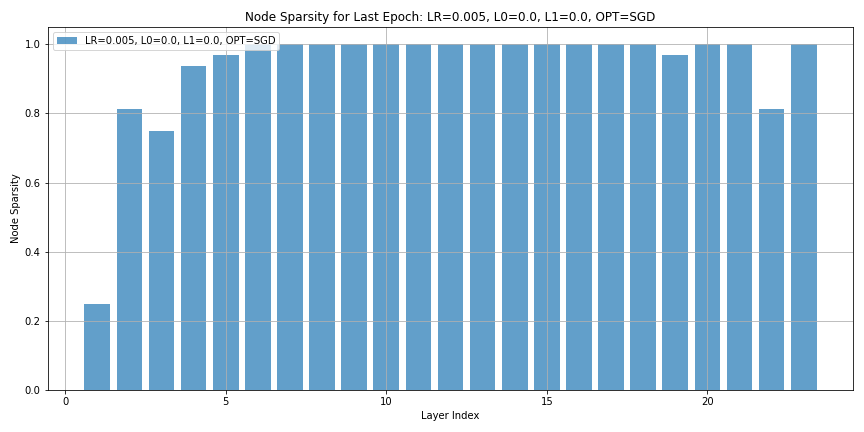 Node Sparsity for Last Epoch: LR=0.005, L0=0.0, L1=0.0, OPT=SGD
LR=0.005, L0=0.0, L1=0.0, OPT=SGD
1.0
0.8
0.6
0.4
0.2
0.0
Node Sparsity
0 5 10 15 20
Layer Index